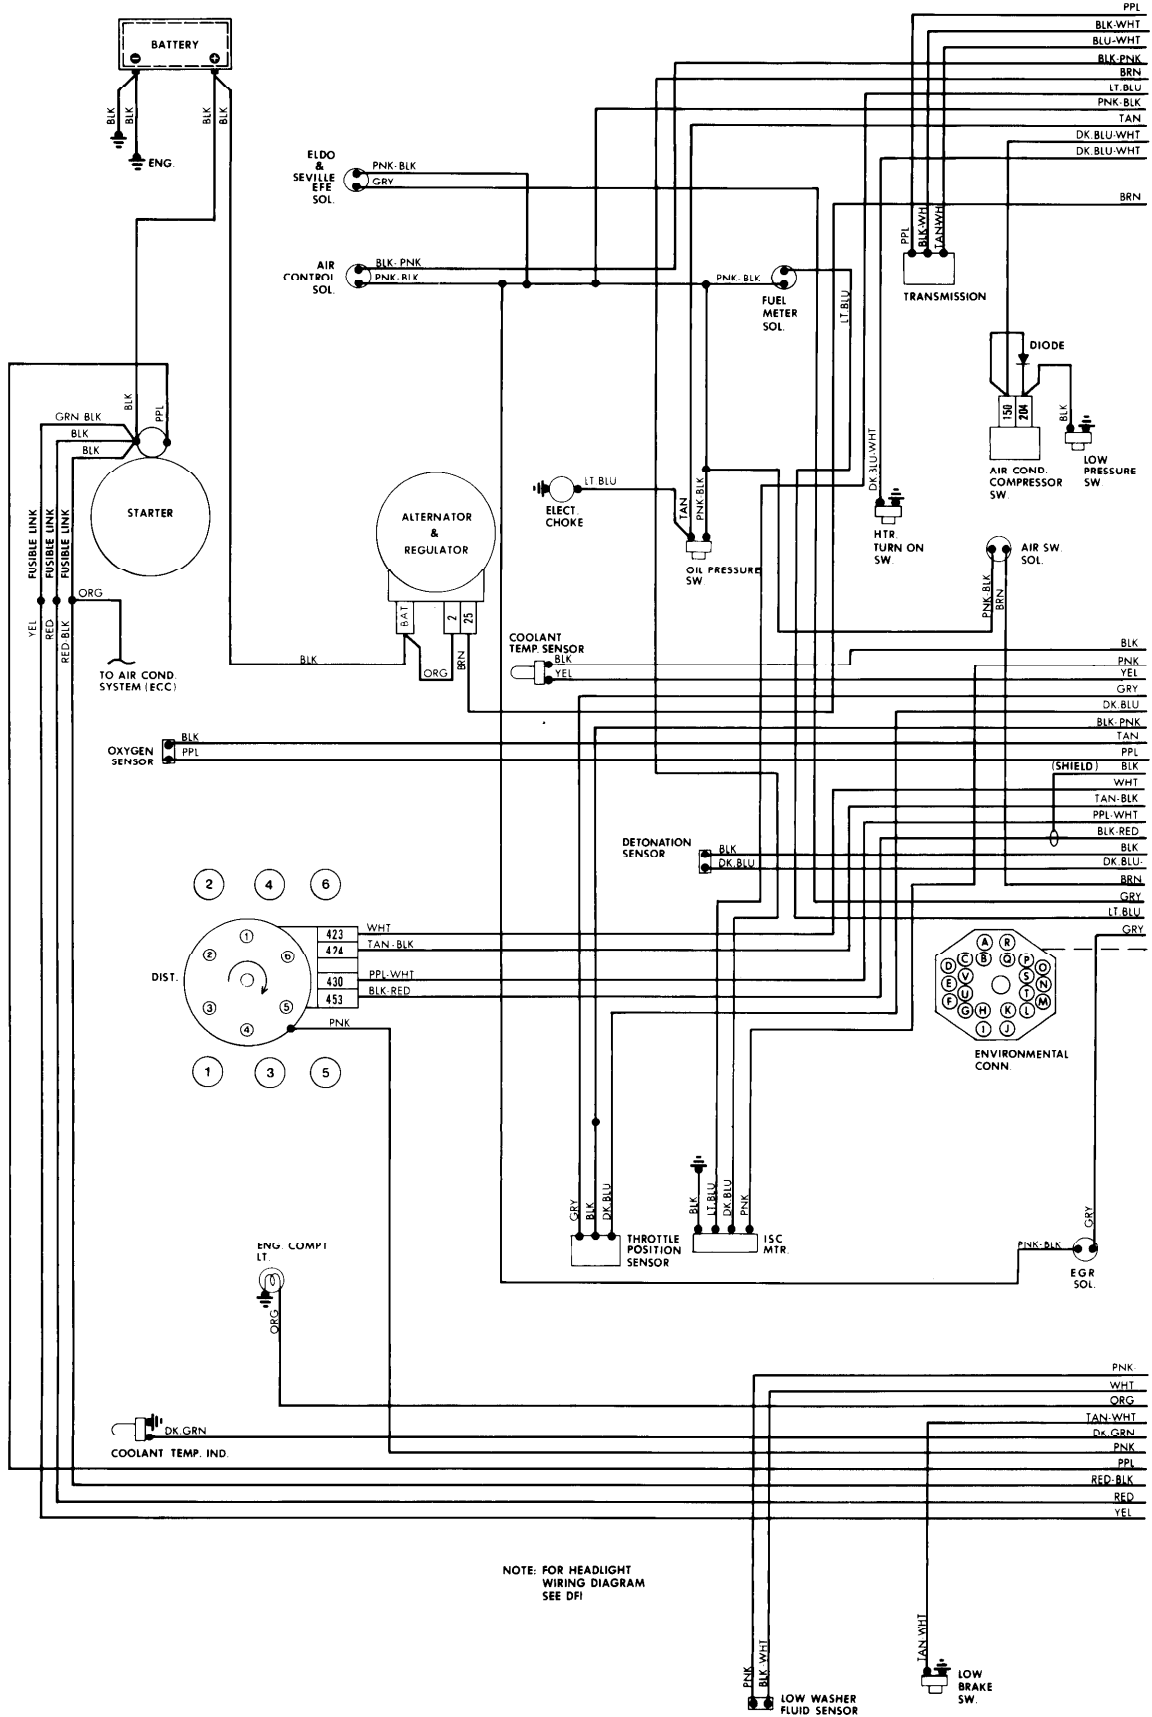 BATTERY
BLK
BLK
BLK
BLK
ENG.
PPL
BLK-WHT
BLU-WHT
BLK-PNK
BRN
LT.BLU
PNK-BLK
TAN
DK.BLU-WHT
DK.BLU-WHT
BRN
ELDO
&
SEVILLE
EFE
SOL.
PNK-BLK
GRY
AIR
CONTROL
SOL.
BLK-PNK
PNK-BLK
PNK-BLK
FUEL
METER
SOL.
LT.BLU
PPL
BLK-WH
TAN-WH
TRANSMISSION
DIODE
150
204
BLK
AIR COND.
COMPRESSOR
SW.
LOW
PRESSURE
SW.
BLK
PPL
GRN BLK
BLK
BLK
STARTER
FUSIBLE LINK
FUSIBLE LINK
FUSIBLE LINK
YEL
RED
RED-BLK
ORG
TO AIR COND.
SYSTEM (ECC)
ALTERNATOR
&
REGULATOR
BAT
2
25
BLK
ORG
BRN
LT BLU
ELECT.
CHOKE
TAN
PNK-BLK
OIL PRESSURE
SW.
DK.BLU-WHT
HTR.
TURN ON
SW.
AIR SW.
SOL.
PNK-BLK
BRN
COOLANT
TEMP. SENSOR
BLK
YEL
BLK
PNK
YEL
GRY
DK.BLU
BLK-PNK
TAN
PPL
(SHIELD)
BLK
WHT
TAN-BLK
PPL-WHT
BLK-RED
BLK
DK.BLU-
BRN
GRY
LT.BLU
GRY
OXYGEN
SENSOR
BLK
PPL
DETONATION
SENSOR
BLK
DK.BLU
2 4 6
DIST.
1
2
6
3
5
4
423
424
430
453
WHT
TAN-BLK
PPL-WHT
BLK-RED
PNK
1 3 5
A R
D C B Q P O
E V S N
F U T M
G H K L
I J
ENVIRONMENTAL
CONN.
GRY
BLK
DK.BLU
THROTTLE
POSITION
SENSOR
BLK
LT.BLU
DK.BLU
PNK
ISC
MTR.
GRY
PNK-BLK
EGR
SOL.
ENG. COMPT
LT.
ORG
DK.GRN
COOLANT TEMP. IND.
PNK-
WHT
ORG
TAN-WHT
DK.GRN
PNK
PPL
RED-BLK
RED
YEL
NOTE: FOR HEADLIGHT
WIRING DIAGRAM
SEE DFI
PNK
BLK-WHT
LOW WASHER
FLUID SENSOR
TAN WHT
LOW
BRAKE
SW.